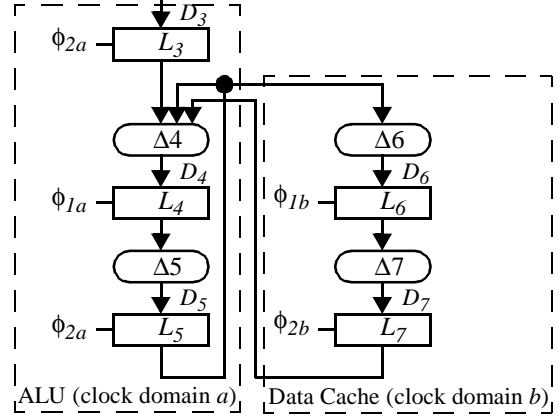 D3
ϕ2a L3
Δ4 Δ6
D4 D6
ϕ1a L4 ϕ1b L6
Δ5 Δ7
D5 D7
ϕ2a L5 ϕ2b L7
ALU (clock domain a) Data Cache (clock domain b)